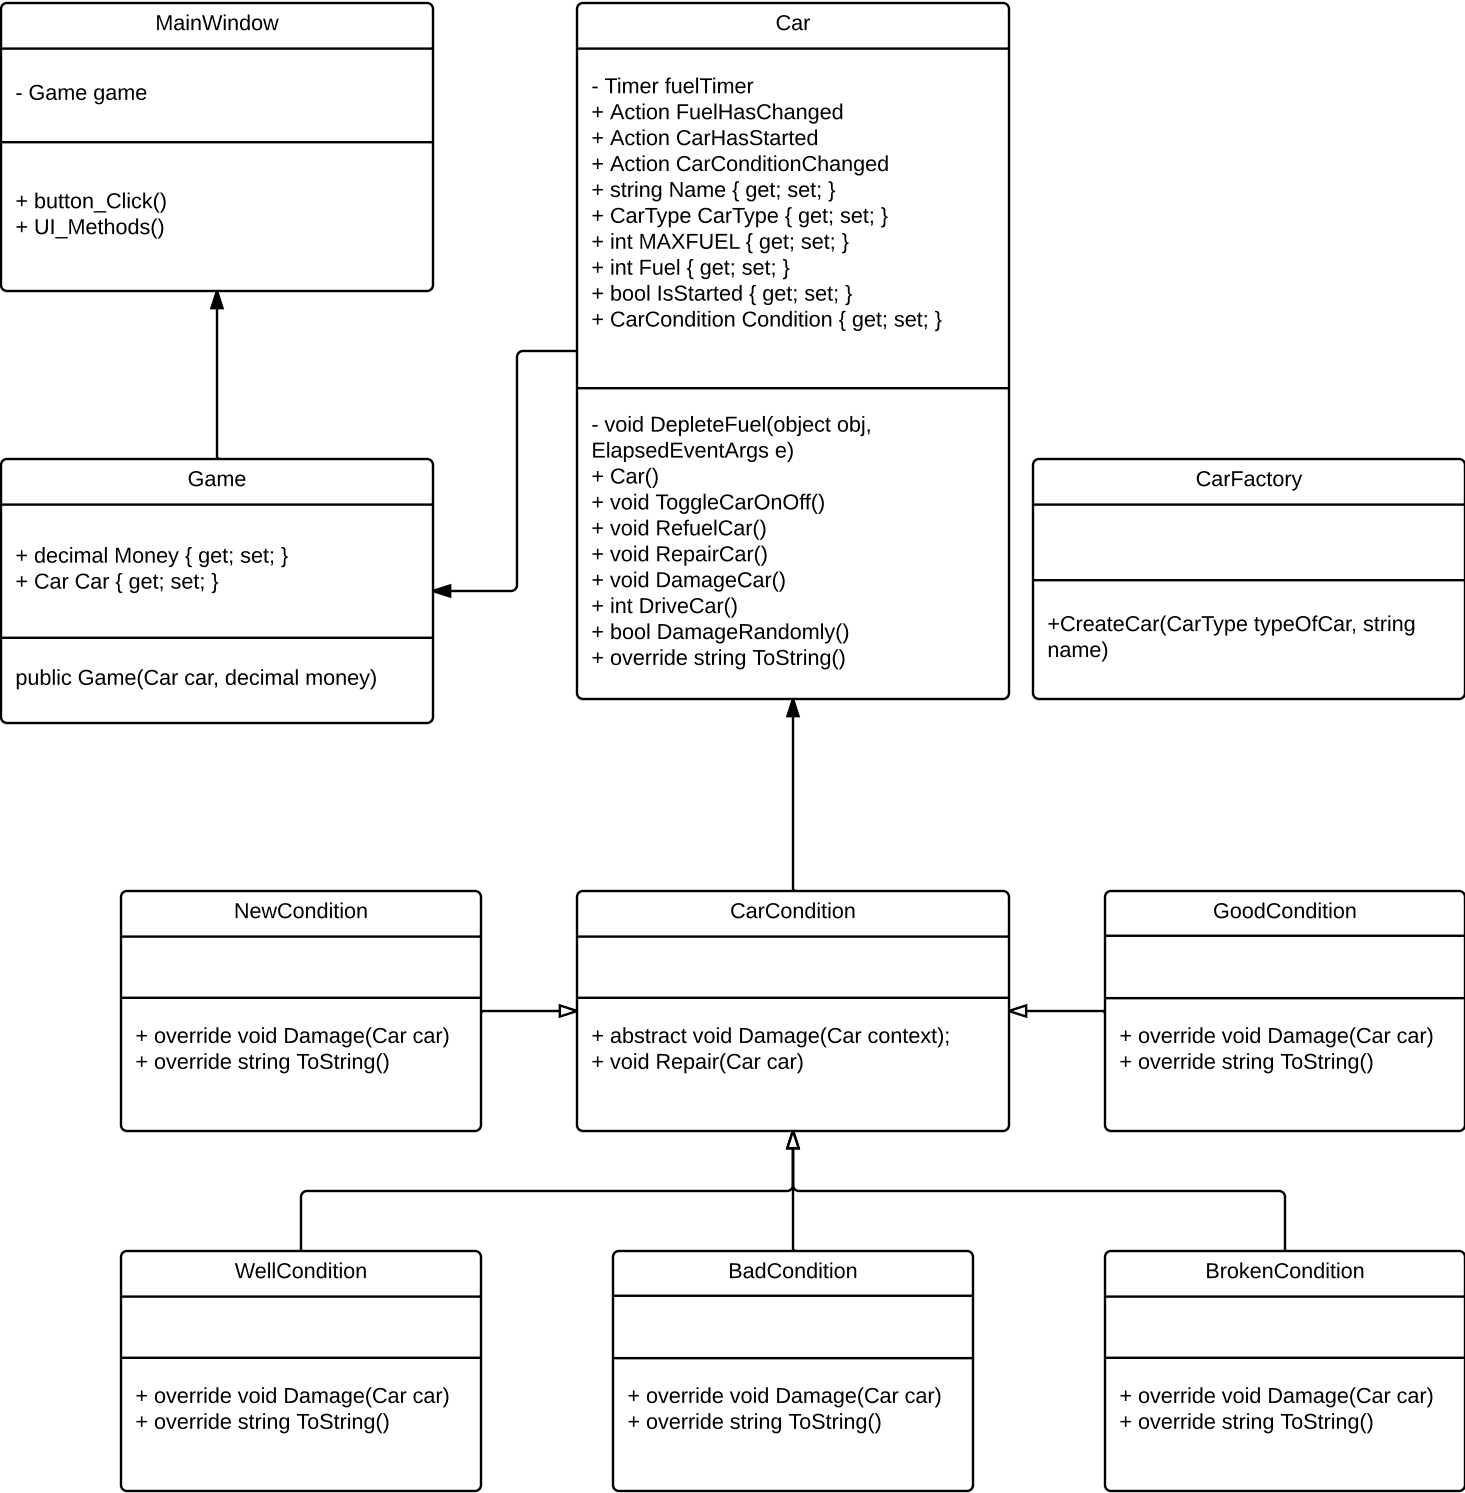 MainWindow
- Game game
+ button_Click()
+ UI_Methods()
Car
- Timer fuelTimer
+ Action FuelHasChanged
+ Action CarHasStarted
+ Action CarConditionChanged
+ string Name { get; set; }
+ CarType CarType { get; set; }
+ int MAXFUEL { get; set; }
+ int Fuel { get; set; }
+ bool IsStarted { get; set; }
+ CarCondition Condition { get; set; }
- void DepleteFuel(object obj,
ElapsedEventArgs e)
+ Car()
+ void ToggleCarOnOff()
+ void RefuelCar()
+ void RepairCar()
+ void DamageCar()
+ int DriveCar()
+ bool DamageRandomly()
+ override string ToString()
Game
+ decimal Money { get; set; }
+ Car Car { get; set; }
public Game(Car car, decimal money)
CarFactory
+CreateCar(CarType typeOfCar, string
name)
NewCondition
+ override void Damage(Car car)
+ override string ToString()
CarCondition
+ abstract void Damage(Car context);
+ void Repair(Car car)
GoodCondition
+ override void Damage(Car car)
+ override string ToString()
WellCondition
+ override void Damage(Car car)
+ override string ToString()
BadCondition
+ override void Damage(Car car)
+ override string ToString()
BrokenCondition
+ override void Damage(Car car)
+ override string ToString()